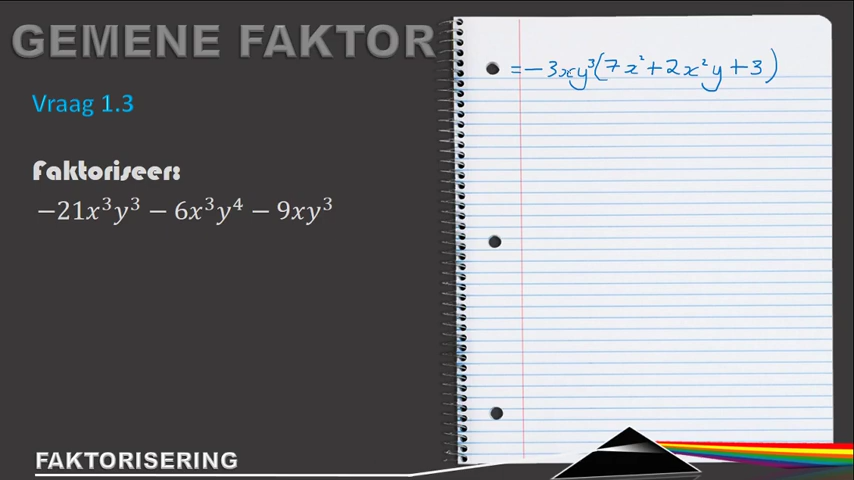 GEMENE FAKTOR
Vraag 1.3
Faktoriseer:
−21x³y³ − 6x³y⁴ − 9xy³
= −3xy³(7x² + 2x²y + 3)
FAKTORISERING